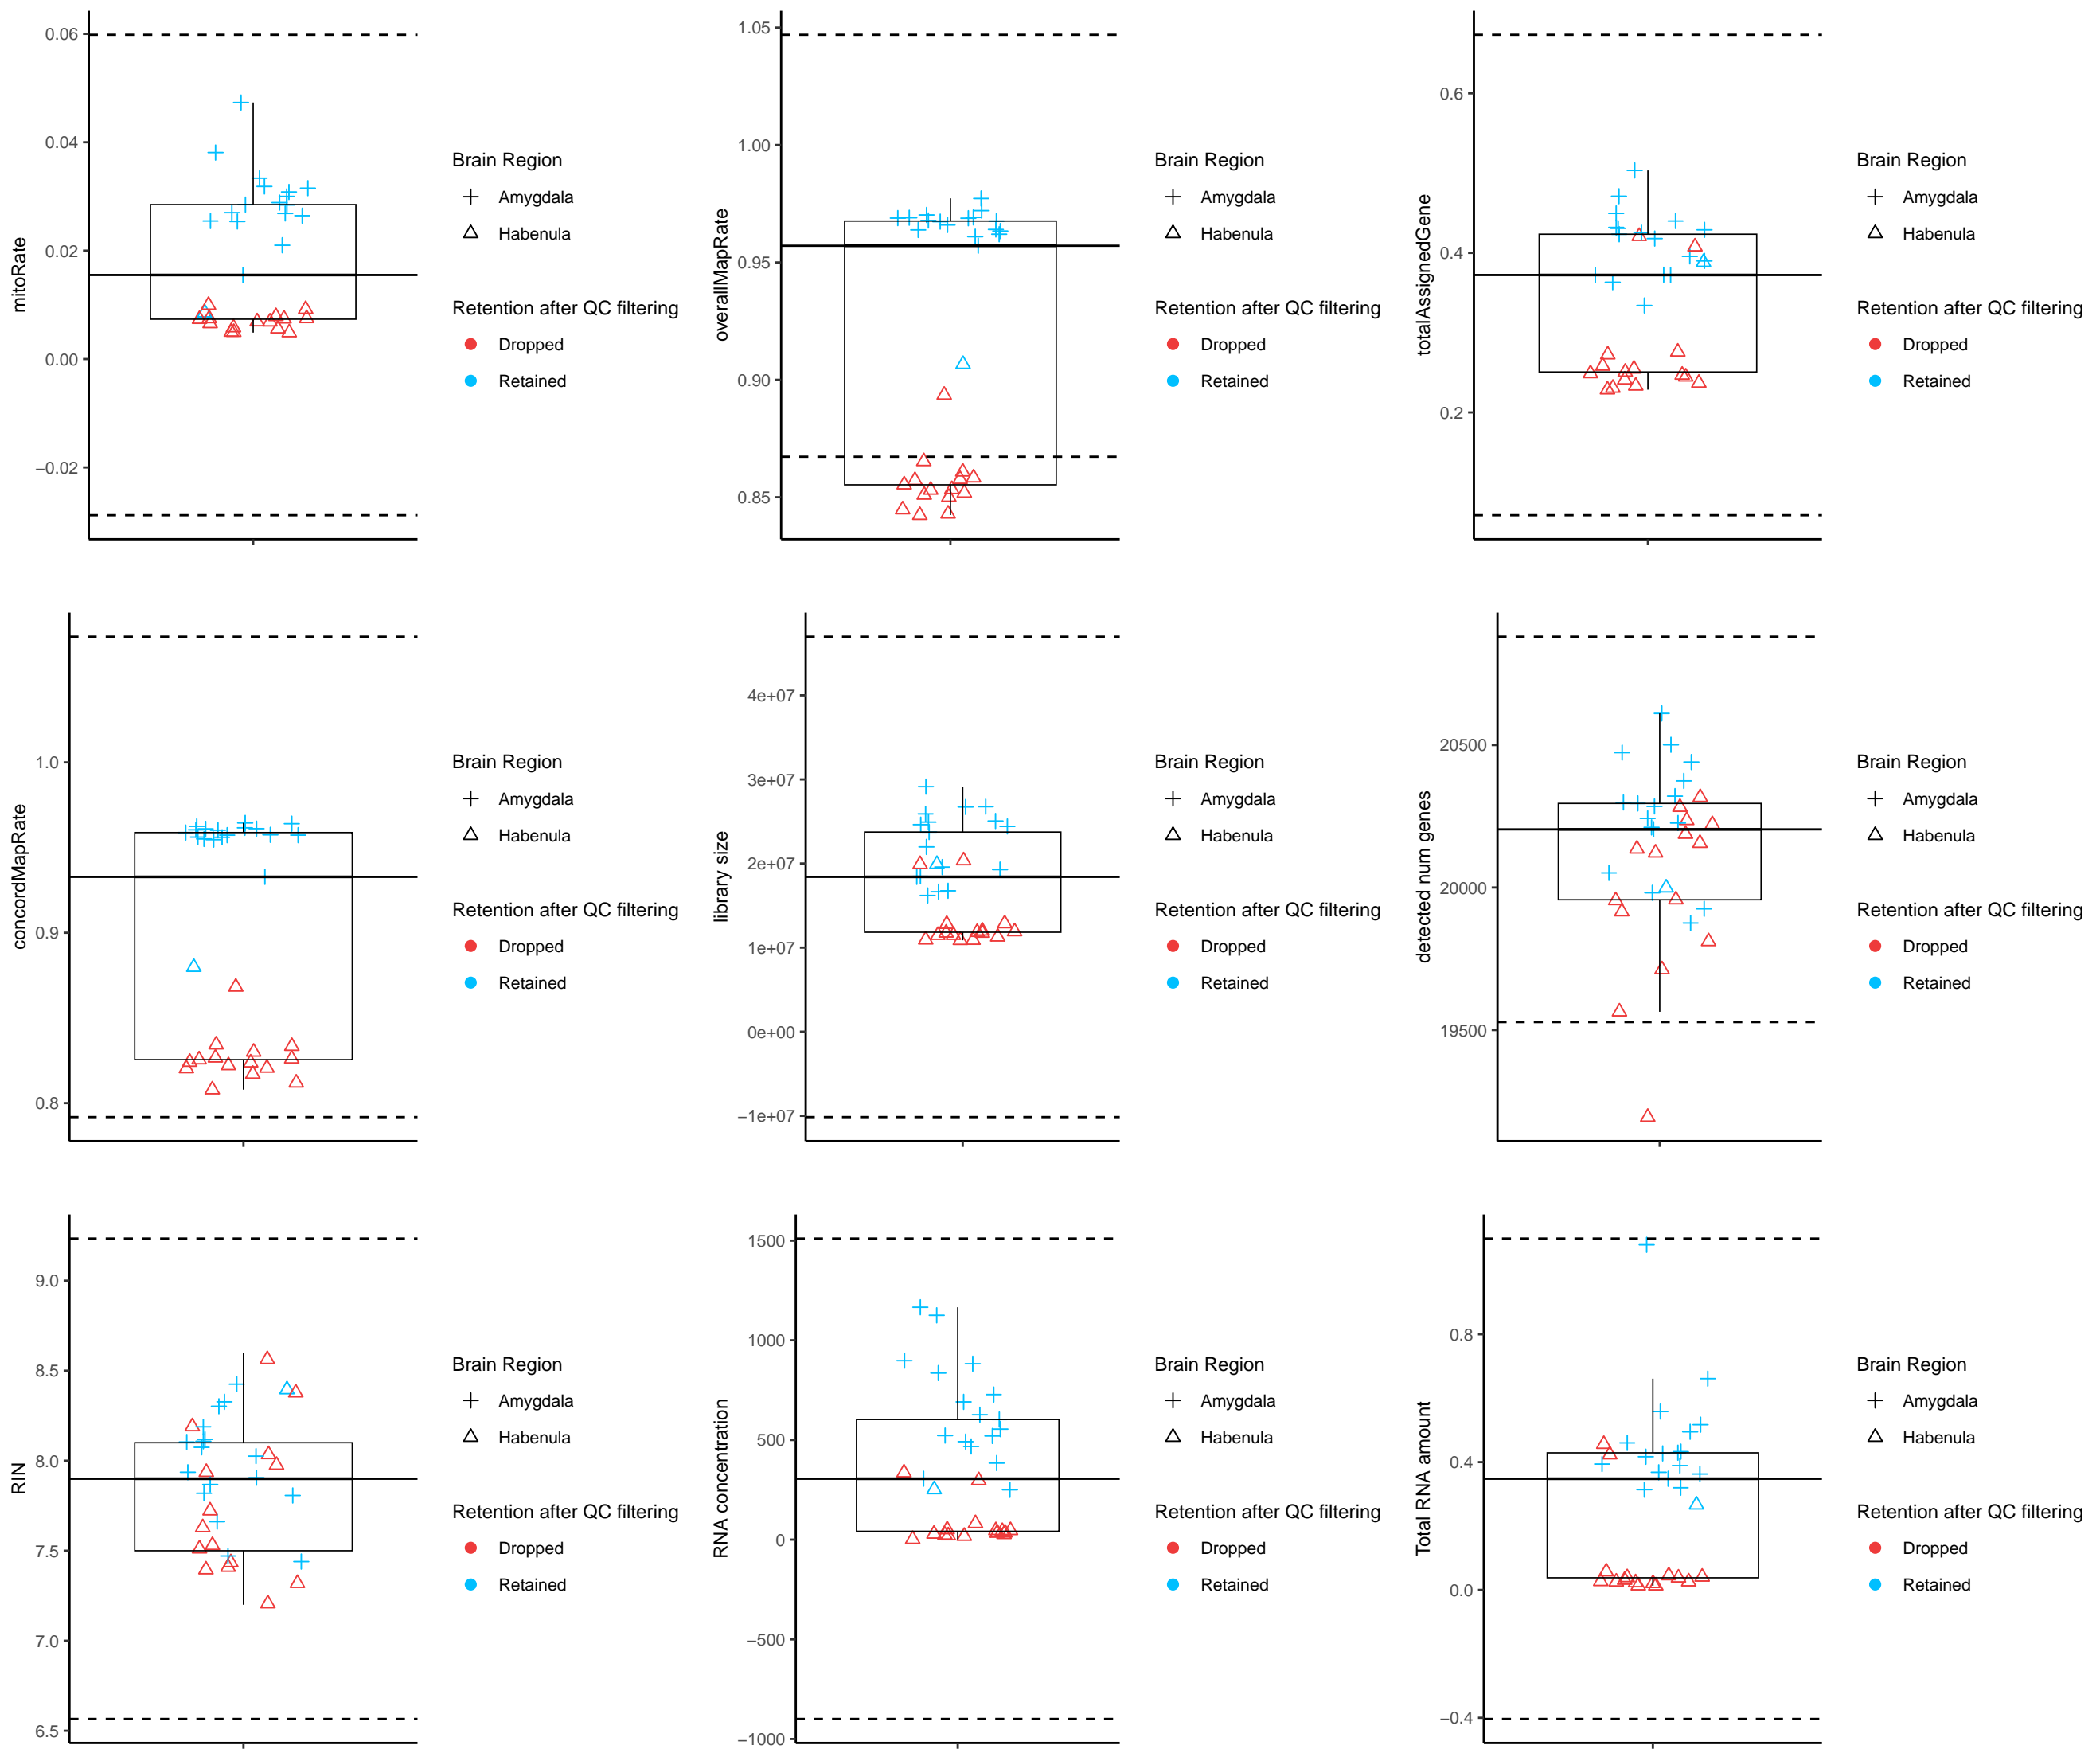 mitoRate
0.06
0.04
0.02
0.00
−0.02
Brain Region
Amygdala
Habenula
Retention after QC filtering
Dropped
Retained
overallMapRate
1.05
1.00
0.95
0.90
0.85
Brain Region
Amygdala
Habenula
Retention after QC filtering
Dropped
Retained
totalAssignedGene
0.6
0.4
0.2
Brain Region
Amygdala
Habenula
Retention after QC filtering
Dropped
Retained
concordMapRate
1.0
0.9
0.8
Brain Region
Amygdala
Habenula
Retention after QC filtering
Dropped
Retained
library size
4e+07
3e+07
2e+07
1e+07
0e+00
−1e+07
Brain Region
Amygdala
Habenula
Retention after QC filtering
Dropped
Retained
detected num genes
20500
20000
19500
Brain Region
Amygdala
Habenula
Retention after QC filtering
Dropped
Retained
RIN
9.0
8.5
8.0
7.5
7.0
6.5
Brain Region
Amygdala
Habenula
Retention after QC filtering
Dropped
Retained
RNA concentration
1500
1000
500
0
−500
−1000
Brain Region
Amygdala
Habenula
Retention after QC filtering
Dropped
Retained
Total RNA amount
0.8
0.4
0.0
−0.4
Brain Region
Amygdala
Habenula
Retention after QC filtering
Dropped
Retained